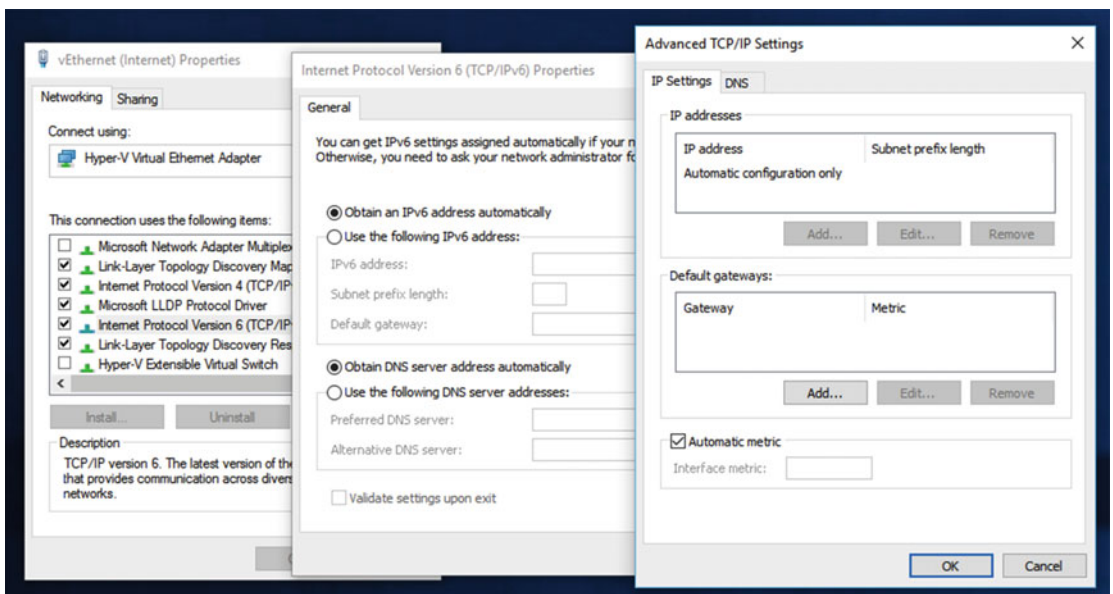 vEthernet (Internet) Properties
Networking Sharing
Connect using:
Hyper-V Virtual Ethernet Adapter
This connection uses the following items:
Microsoft Network Adapter Multiplex
Link-Layer Topology Discovery Map
Internet Protocol Version 4 (TCP/IP
Microsoft LLDP Protocol Driver
Internet Protocol Version 6 (TCP/IP
Link-Layer Topology Discovery Res
Hyper-V Extensible Virtual Switch
Install... Uninstall
Description
TCP/IP version 6. The latest version of the
that provides communication across divers
networks.
Internet Protocol Version 6 (TCP/IPv6) Properties
General
You can get IPv6 settings assigned automatically if your n
Otherwise, you need to ask your network administrator fo
Obtain an IPv6 address automatically
Use the following IPv6 address:
IPv6 address:
Subnet prefix length:
Default gateway:
Obtain DNS server address automatically
Use the following DNS server addresses:
Preferred DNS server:
Alternative DNS server:
Validate settings upon exit
Advanced TCP/IP Settings
IP Settings DNS
IP addresses
IP address Subnet prefix length
Automatic configuration only
Add... Edit... Remove
Default gateways:
Gateway Metric
Add... Edit... Remove
Automatic metric
Interface metric:
OK Cancel